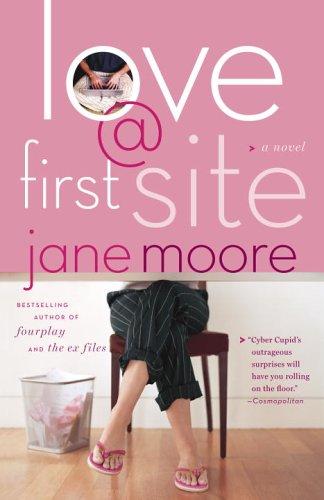 love
@
> a novel
first site
jane moore
BESTSELLING
AUTHOR OF
fourplay
AND the ex files
> "Cyber Cupid's
outrageous
surprises will
have you rolling
on the floor."
—Cosmopolitan